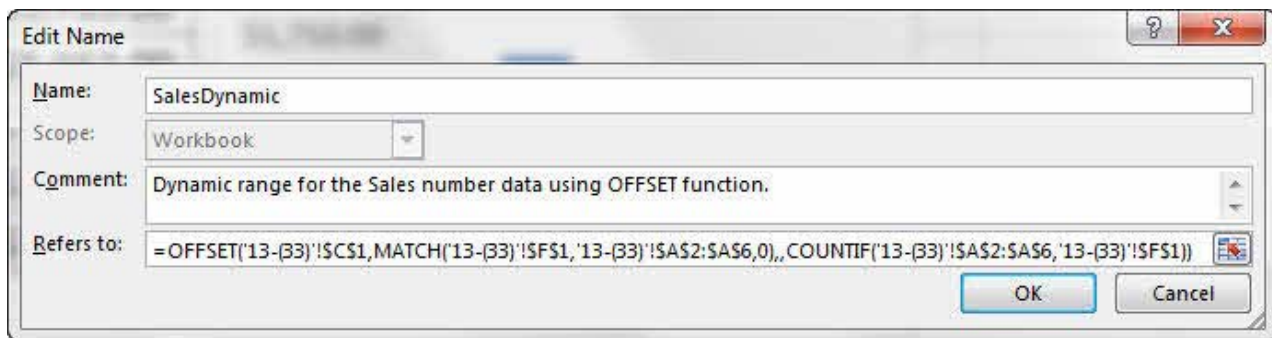 Edit Name
Name: SalesDynamic
Scope: Workbook
Comment: Dynamic range for the Sales number data using OFFSET function.
Refers to: =OFFSET('13-(33)'!$C$1,MATCH('13-(33)'!$F$1,'13-(33)'!$A$2:$A$6,0),,COUNTIF('13-(33)'!$A$2:$A$6,'13-(33)'!$F$1))
OK Cancel